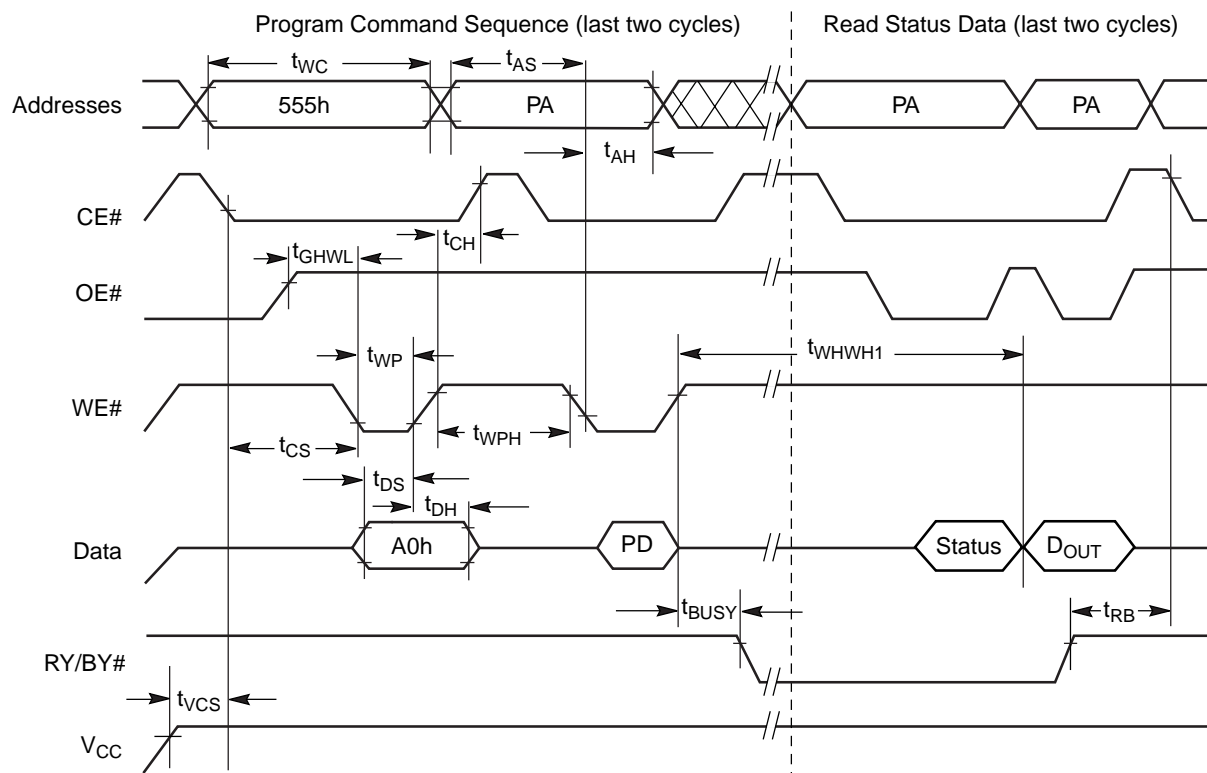 Program Command Sequence (last two cycles)
Read Status Data (last two cycles)
tWC
tAS
Addresses
555h
PA
PA
PA
tAH
CE#
tCH
tGHWL
OE#
tWP
tWHWH1
WE#
tWPH
tCS
tDS
tDH
Data
A0h
PD
Status
DOUT
tBUSY
tRB
RY/BY#
tVCS
VCC